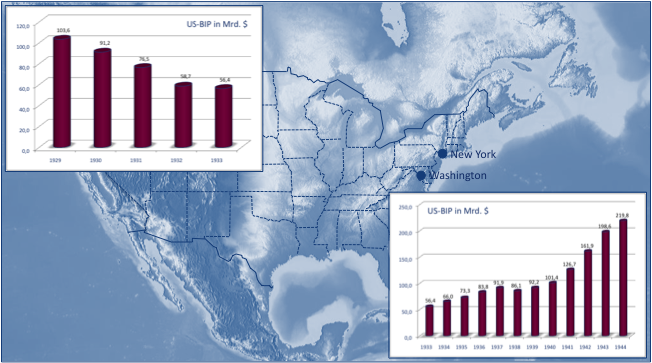 US-BIP in Mrd. $
120,0
100,0
80,0
60,0
40,0
20,0
0,0
103,6
91,2
76,5
58,7
56,4
1929 1930 1931 1932 1933
New York
Washington
US-BIP in Mrd. $
250,0
200,0
150,0
100,0
50,0
0,0
56,4 66,0 73,3 83,8 91,9 86,1 92,2 101,4 126,7 161,9 198,6 219,8
1933 1934 1935 1936 1937 1938 1939 1940 1941 1942 1943 1944